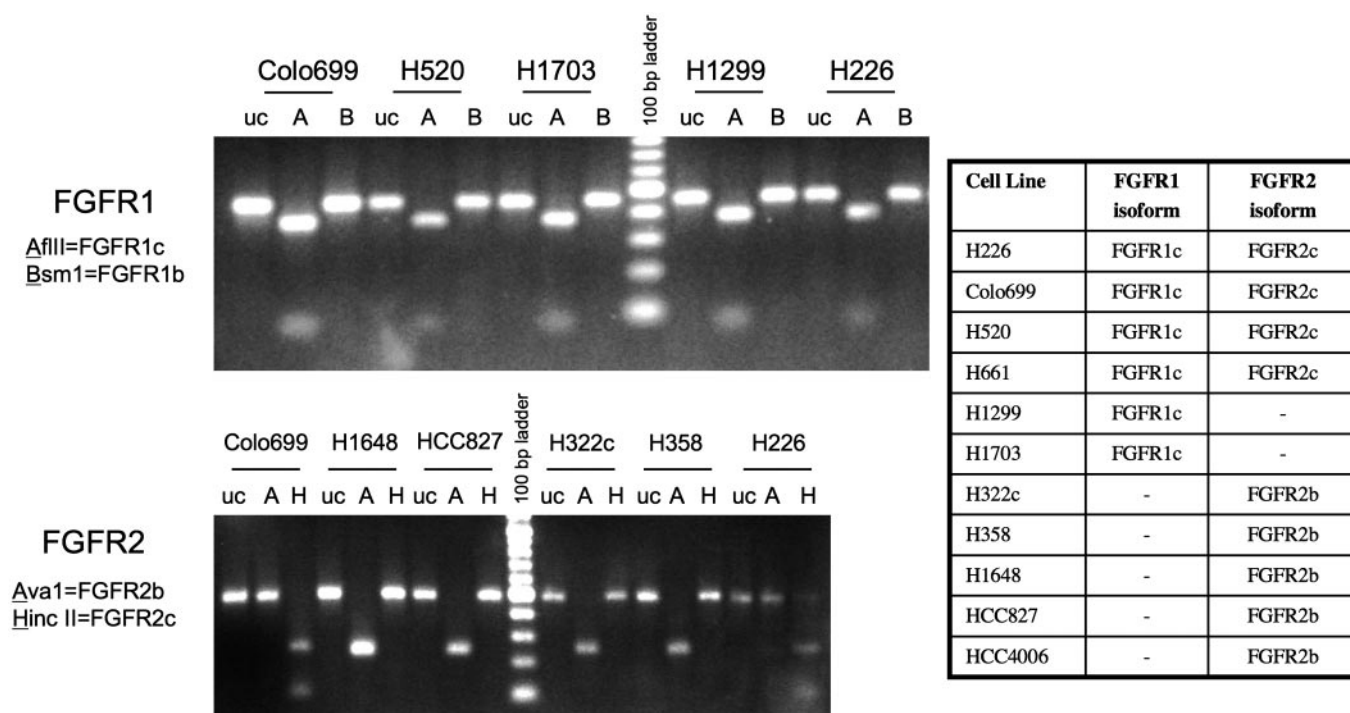 Colo699 H520 H1703 100 bp ladder H1299 H226
uc A B uc A B uc A B uc A B uc A B
FGFR1
AflII=FGFR1c
Bsm1=FGFR1b
Colo699 H1648 HCC827 100 bp ladder H322c H358 H226
uc A H uc A H uc A H uc A H uc A H uc A H
FGFR2
Ava1=FGFR2b
Hinc II=FGFR2c
Cell Line FGFR1 isoform FGFR2 isoform
H226 FGFR1c FGFR2c
Colo699 FGFR1c FGFR2c
H520 FGFR1c FGFR2c
H661 FGFR1c FGFR2c
H1299 FGFR1c -
H1703 FGFR1c -
H322c - FGFR2b
H358 - FGFR2b
H1648 - FGFR2b
HCC827 - FGFR2b
HCC4006 - FGFR2b